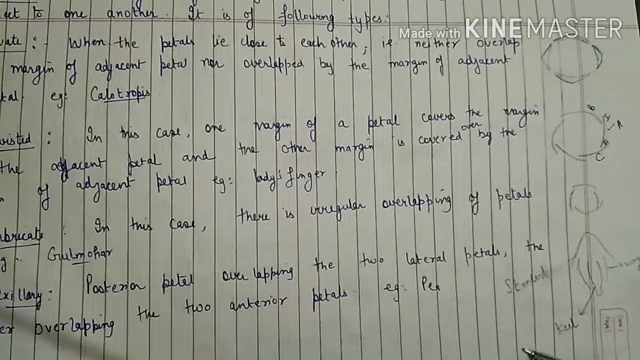 ect to one another. It is of following types:
Made with KINEMASTER
vate: When the petals lie close to each other, ie neither overlap
margin of adjacent petal nor overlapped by the margin of adjacent
tal. eg: Calotropis
isted: In this case, one margin of a petal covers the margin
the adjacent petal and the other margin is covered over by the
n of adjacent petal eg: lady's finger.
bricate: In this case, there is irregular overlapping of petals
g. Gulmohar
exillary: Posterior petal overlapping the two lateral petals, the
er overlapping the two anterior petals. eg: Pea
Standard
Keel